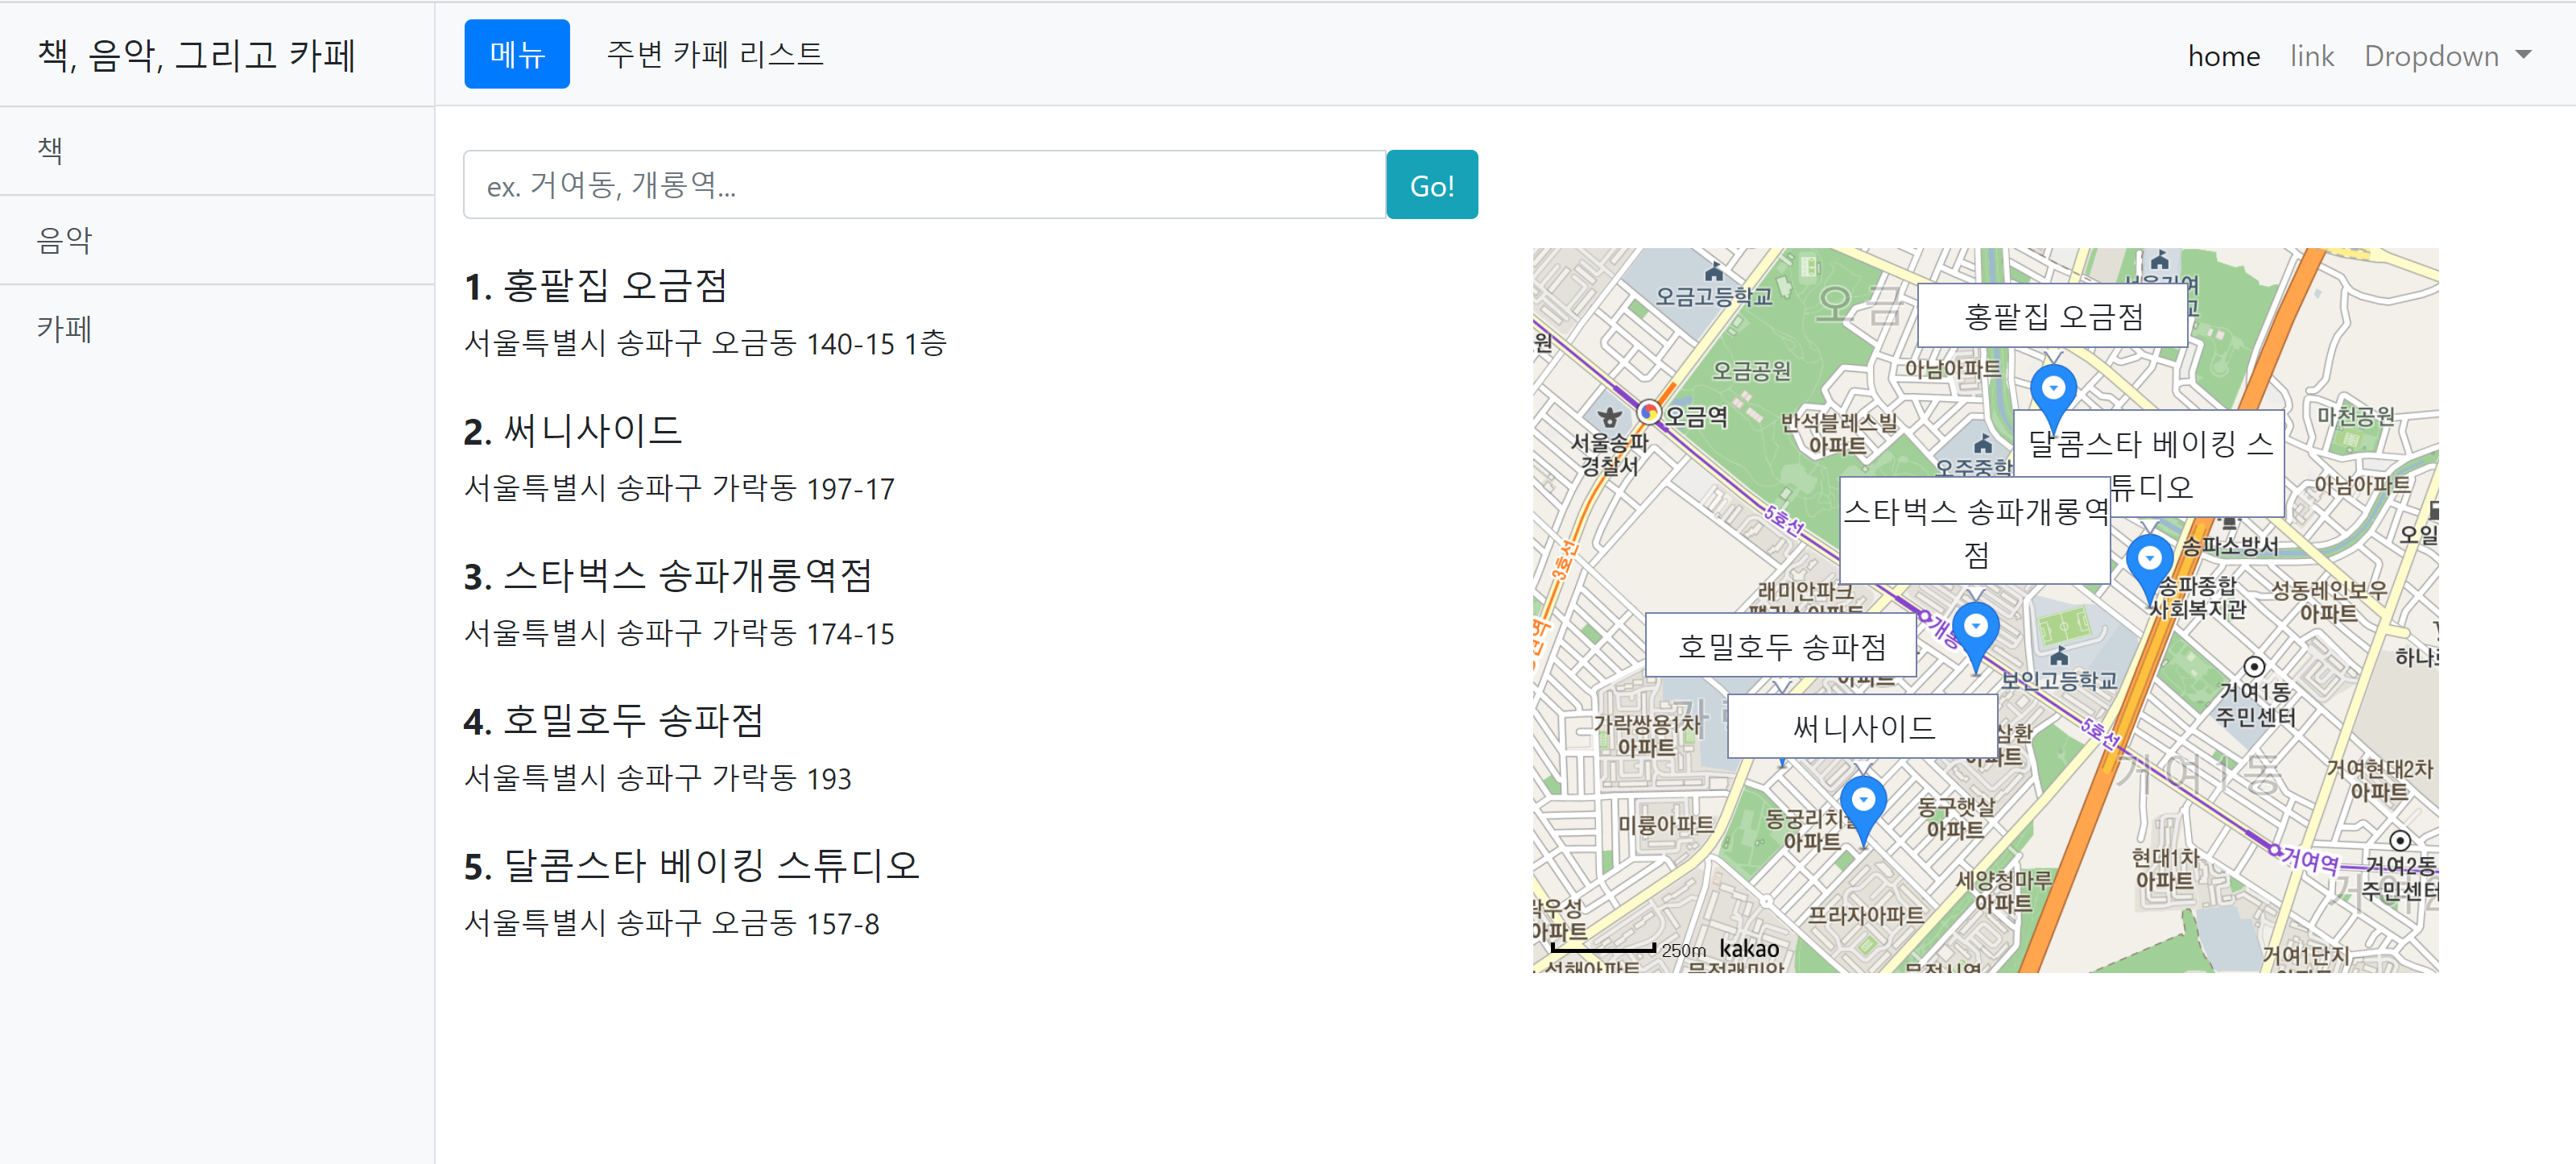 책, 음악, 그리고 카페
메뉴
주변 카페 리스트
home
link
Dropdown
책
음악
카페
ex. 거여동, 개롱역...
Go!
1. 홍팥집 오금점
서울특별시 송파구 오금동 140-15 1층
2. 써니사이드
서울특별시 송파구 가락동 197-17
3. 스타벅스 송파개롱역점
서울특별시 송파구 가락동 174-15
4. 호밀호두 송파점
서울특별시 송파구 가락동 193
5. 달콤스타 베이킹 스튜디오
서울특별시 송파구 오금동 157-8
오금고등학교
오금
홍팥집 오금점
원
오금공원
아남아파트
오금역
반석블레스빌
아파트
마천공원
서울송파
경찰서
오주중학
달콤스타 베이킹 스
튜디오
아남아파트
5호선
스타벅스 송파개롱역
점
송파소방서
오일
3호선
래미안파크
송파종합
사회복지관
성동레인보우
아파트
호밀호두 송파점
아파트
보인고등학교
하나
거여1동
주민센터
가락쌍용1차
아파트
써니사이드
삼환
아파트
5호선
거여1동
거여현대2차
아파트
미륭아파트
동궁리치웰
아파트
동구햇살
아파트
현대1차
아파트
거여역
거여2동
주민센터
세양청마루
아파트
프라자아파트
락우성
아파트
250m kakao
거여1단지